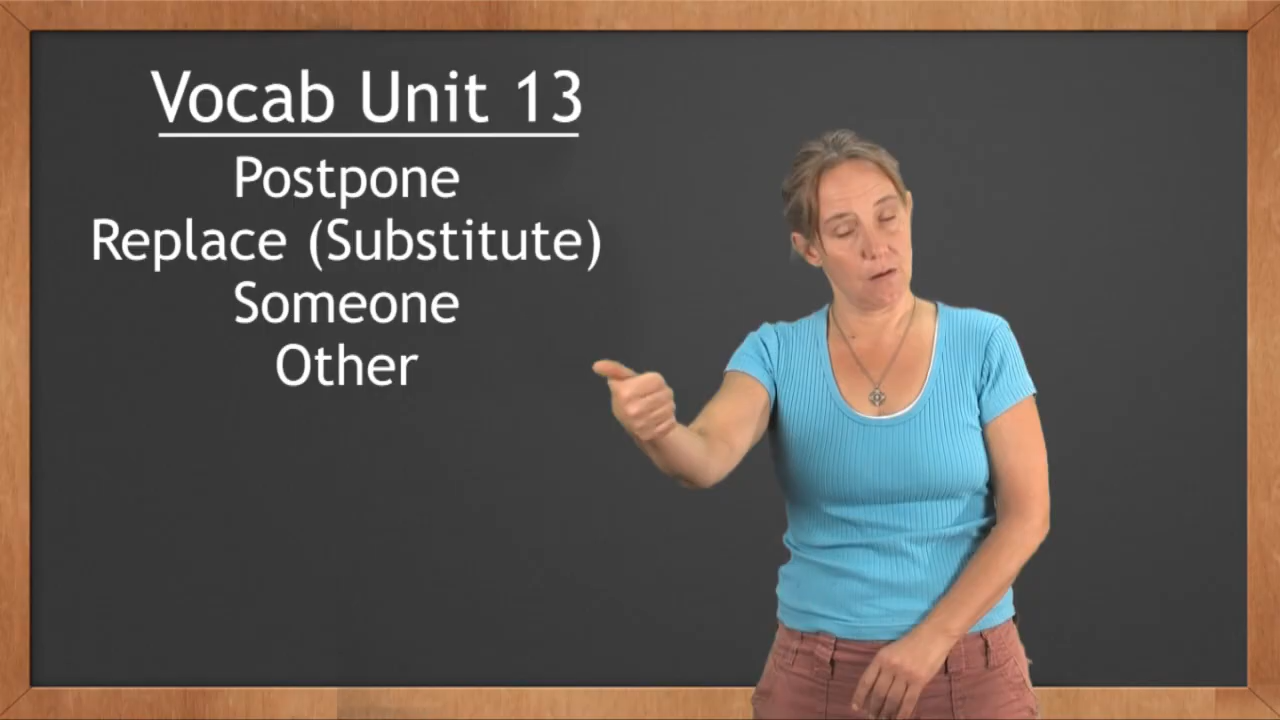 Vocab Unit 13
Postpone
Replace (Substitute)
Someone
Other